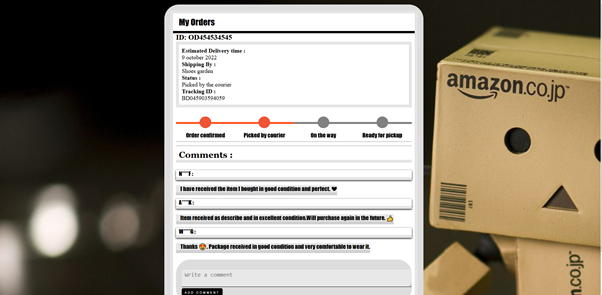 My Orders
ID: OD454534545
Estimated Delivery time :
9 october 2022
Shipping By :
Shoes garden
Status :
Picked by the courier
Tracking ID :
BD045903594059
Order confirmed
Picked by courier
On the way
Ready for pickup
Comments :
N***F:
I have received the item I bought in good condition and perfect. ❤
A***K:
Item received as describe and in excellent condition.Will purchase again in the future. 👍
W***G:
Thanks 😍. Package received in good condition and very comfortable to wear it.
Write a comment
ADD COMMENT
amazon.co.jp
co.jp